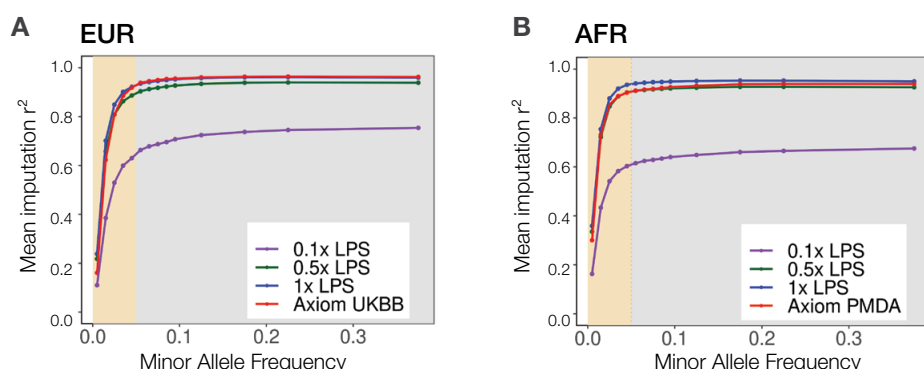 A
EUR
Mean imputation r²
1.0
0.8
0.6
0.4
0.2
0.0
0.0
0.1
0.2
0.3
Minor Allele Frequency
0.1x LPS
0.5x LPS
1x LPS
Axiom UKBB
B
AFR
Mean imputation r²
1.0
0.8
0.6
0.4
0.2
0.0
0.0
0.1
0.2
0.3
Minor Allele Frequency
0.1x LPS
0.5x LPS
1x LPS
Axiom PMDA